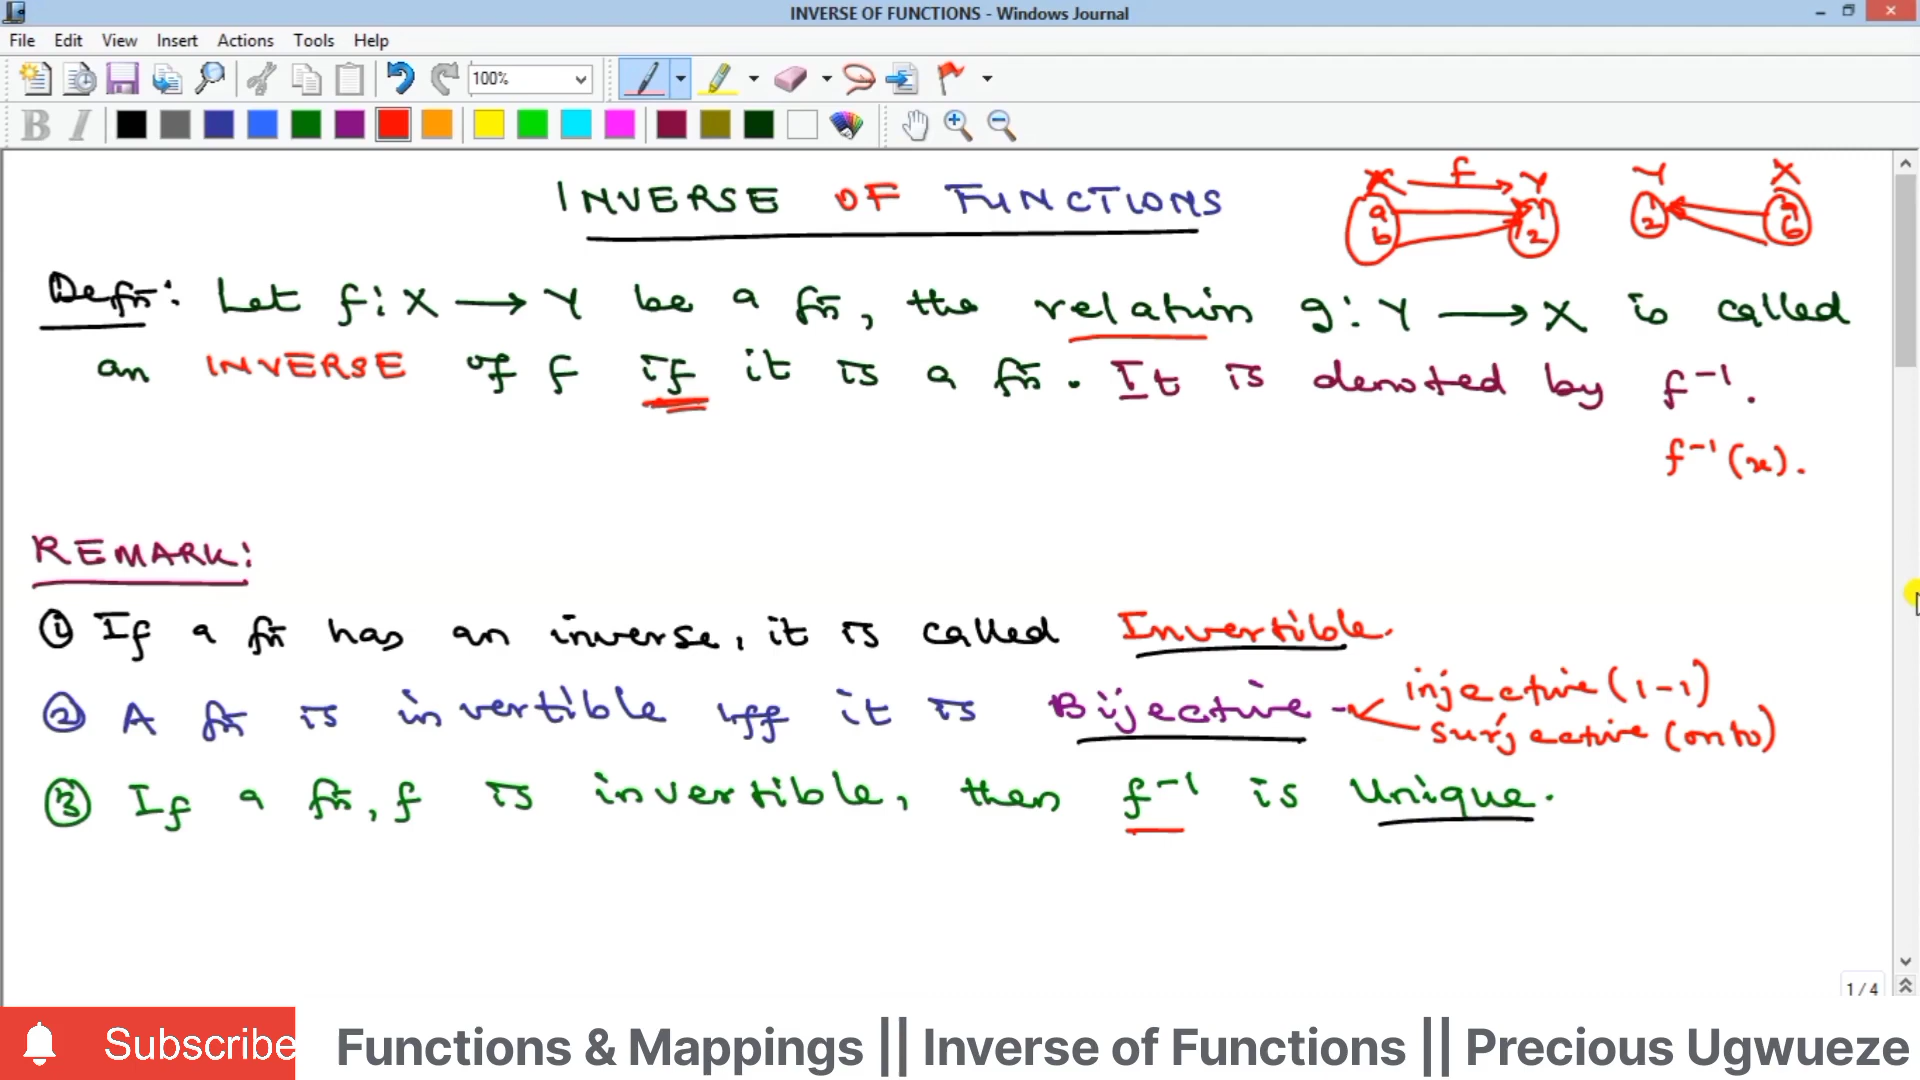 INVERSE OF FUNCTIONS - Windows Journal
File Edit View Insert Actions Tools Help
100%
B I
INVERSE OF FUNCTIONS
X f Y Y X
a 1 1 a
b 2 2 b
Defn̄: Let f: X → Y be a fn̄, the relation g: Y → X is called
an INVERSE of f if it is a fn̄. It is denoted by f⁻¹.
f⁻¹(x).
REMARK:
① If a fn̄ has an inverse, it is called Invertible.
② A fn̄ is invertible iff it is Bijective - injective (1-1)
surjective (onto)
③ If a fn̄, f is invertible, then f⁻¹ is Unique.
1 / 4
Subscribe
Functions & Mappings || Inverse of Functions || Precious Ugwueze